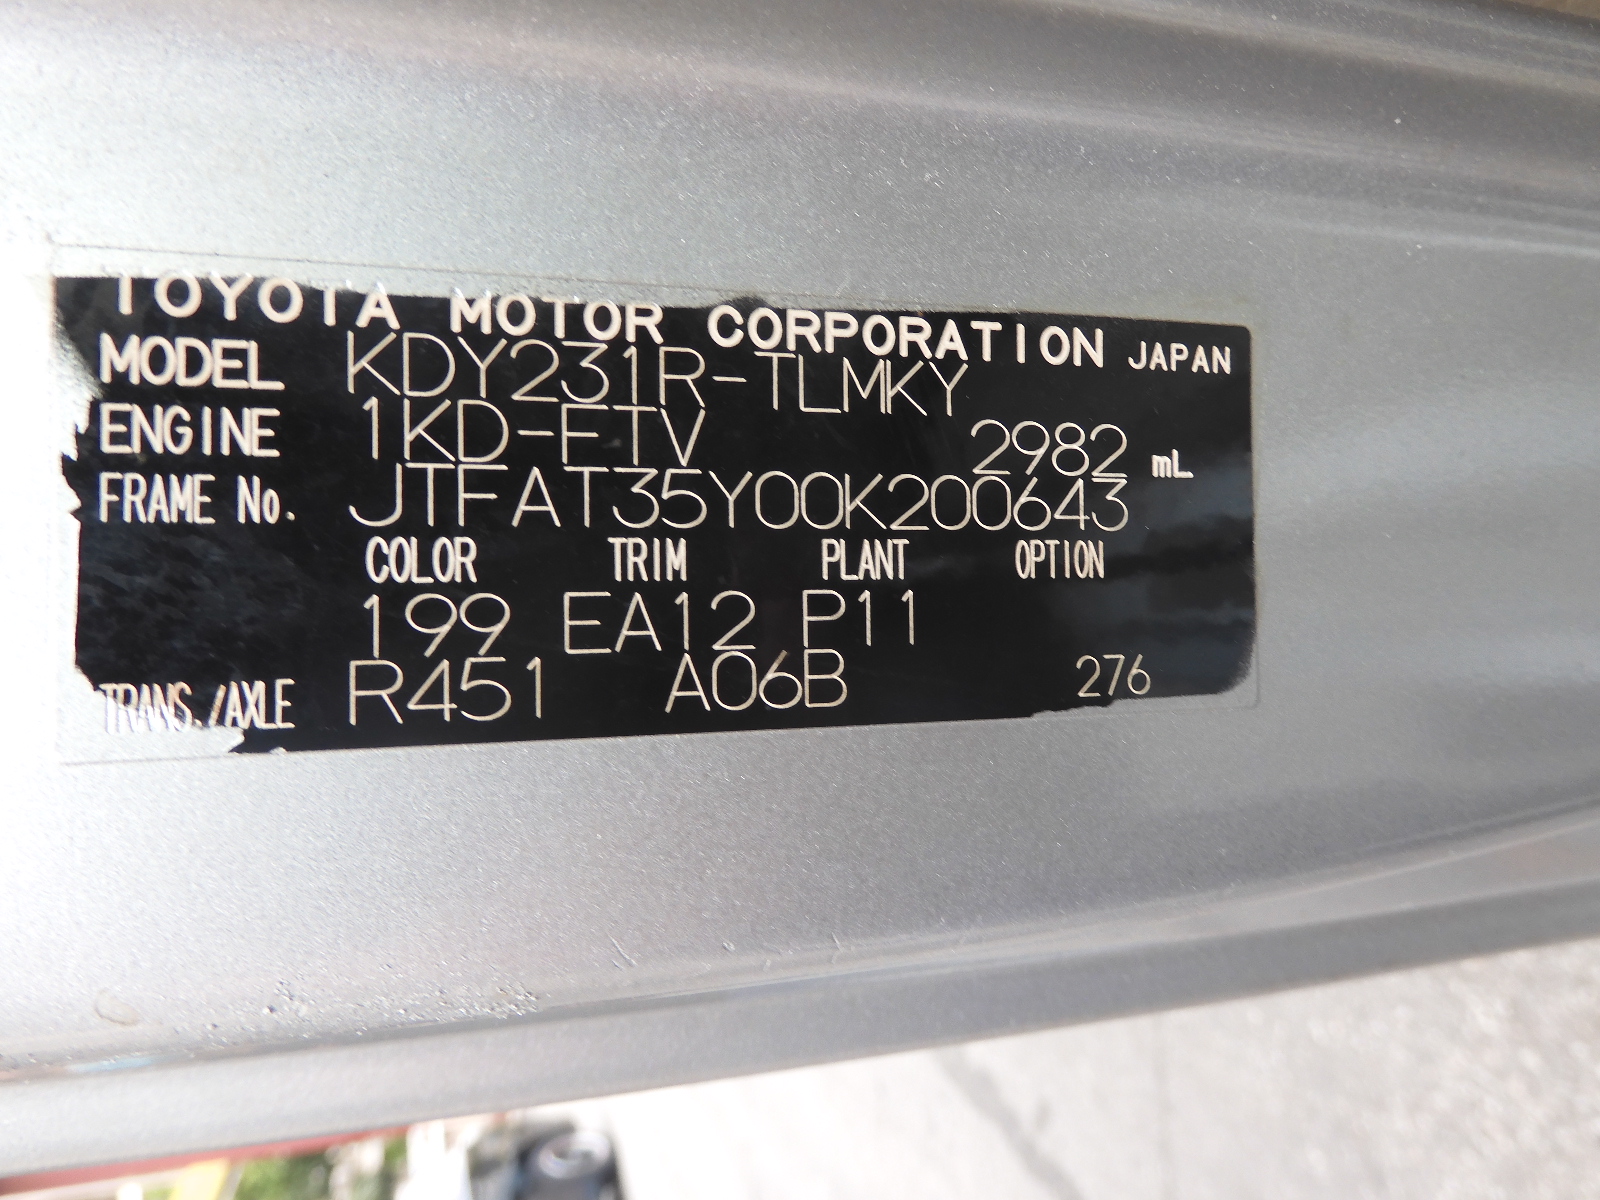 TOYOTA MOTOR CORPORATION JAPAN
MODEL KDY231R-TLMKY
ENGINE 1KD-FTV 2982 mL
FRAME No. JTFAT35Y00K200643
COLOR TRIM PLANT OPTION
199 EA12 P11
TRANS./AXLE R451 A06B 276